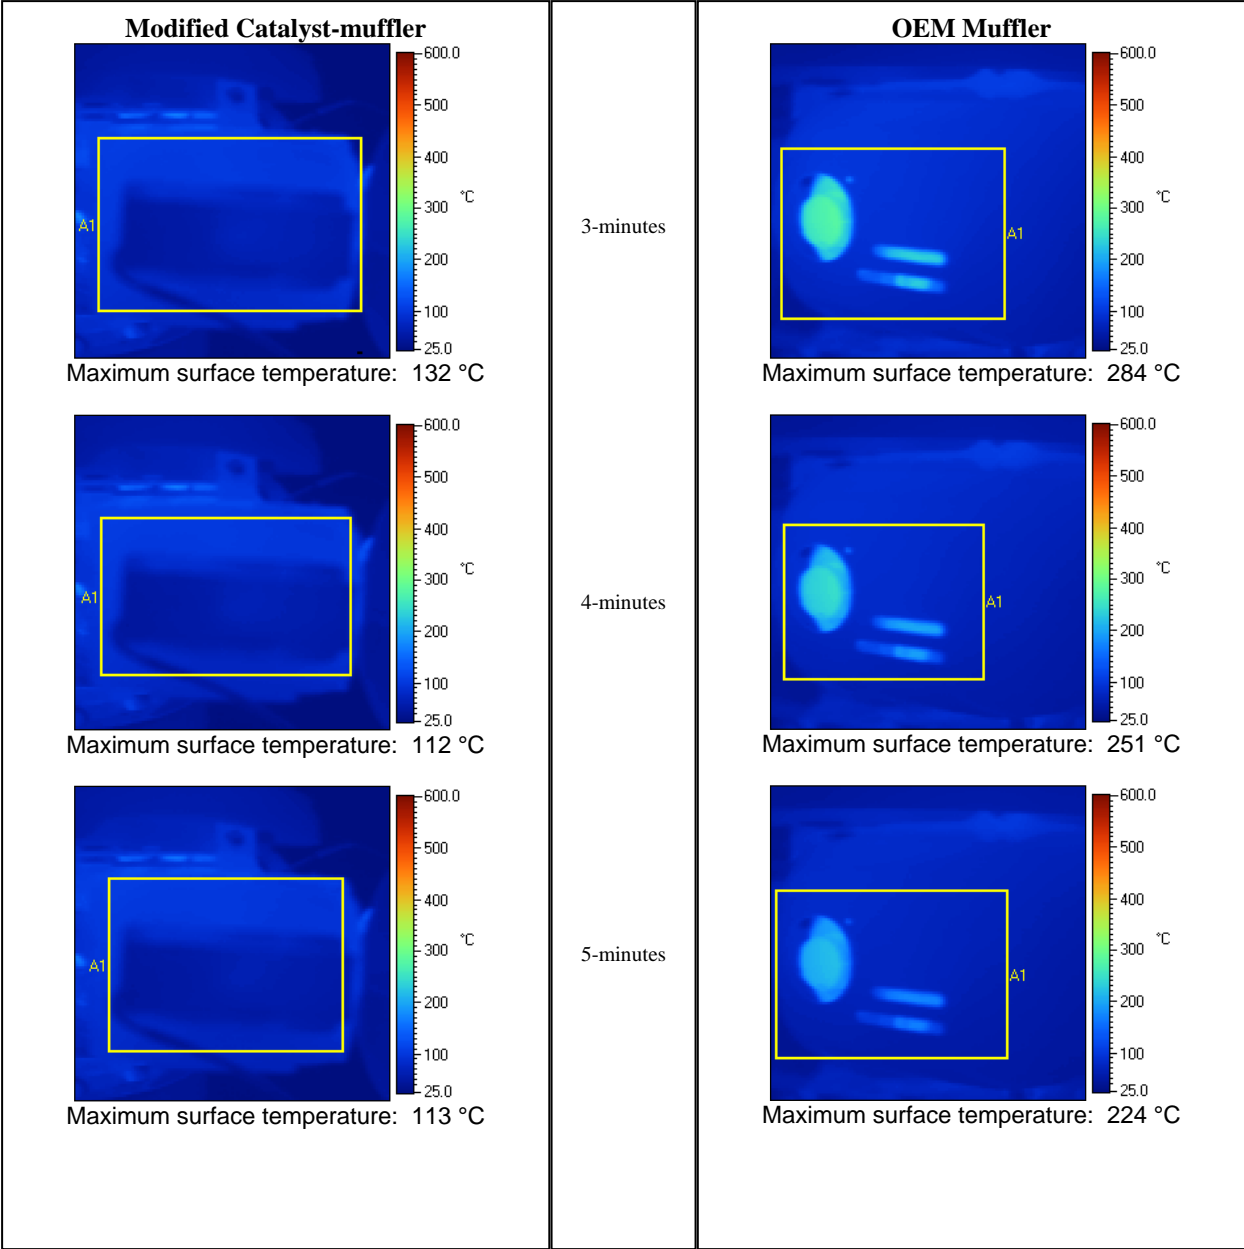 Modified Catalyst-muffler
600.0
500
400
300
°C
200
100
25.0
A1
Maximum surface temperature: 132 °C
3-minutes
OEM Muffler
600.0
500
400
300
°C
200
100
25.0
A1
Maximum surface temperature: 284 °C
600.0
500
400
300
°C
200
100
25.0
A1
Maximum surface temperature: 112 °C
4-minutes
600.0
500
400
300
°C
200
100
25.0
A1
Maximum surface temperature: 251 °C
600.0
500
400
300
°C
200
100
25.0
A1
Maximum surface temperature: 113 °C
5-minutes
600.0
500
400
300
°C
200
100
25.0
A1
Maximum surface temperature: 224 °C